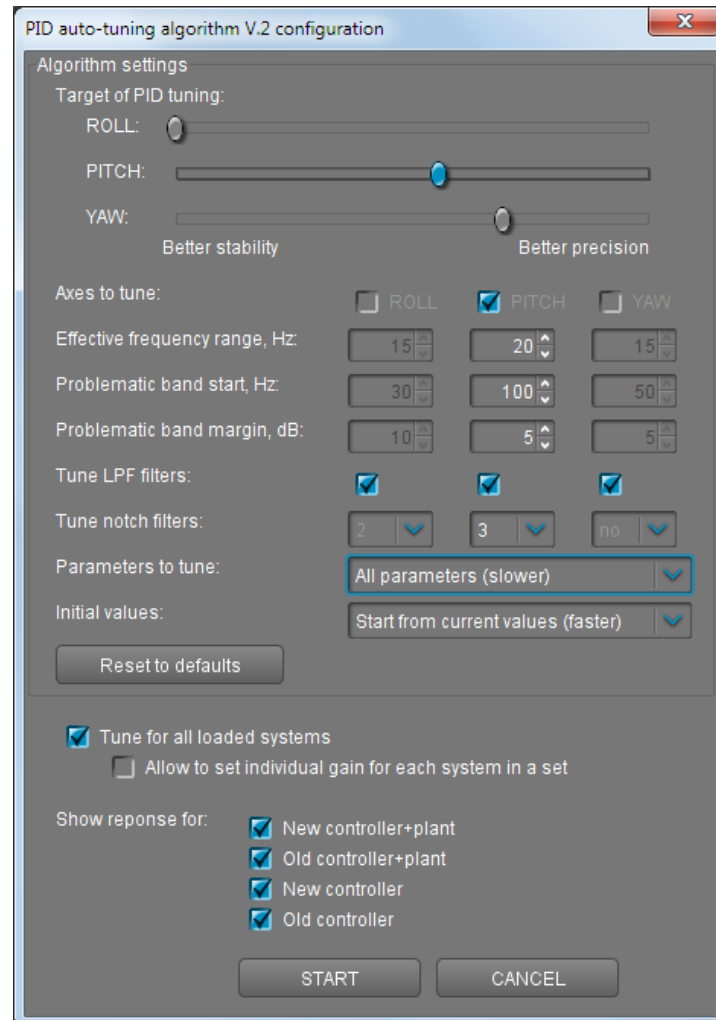 PID auto-tuning algorithm V.2 configuration
Algorithm settings
Target of PID tuning:
ROLL:
PITCH:
YAW:
Better stability Better precision
Axes to tune: ROLL PITCH YAW
Effective frequency range, Hz: 15 20 15
Problematic band start, Hz: 30 100 50
Problematic band margin, dB: 10 5 5
Tune LPF filters:
Tune notch filters: 2 3 no
Parameters to tune: All parameters (slower)
Initial values: Start from current values (faster)
Reset to defaults
Tune for all loaded systems
Allow to set individual gain for each system in a set
Show reponse for: New controller+plant
Old controller+plant
New controller
Old controller
START CANCEL